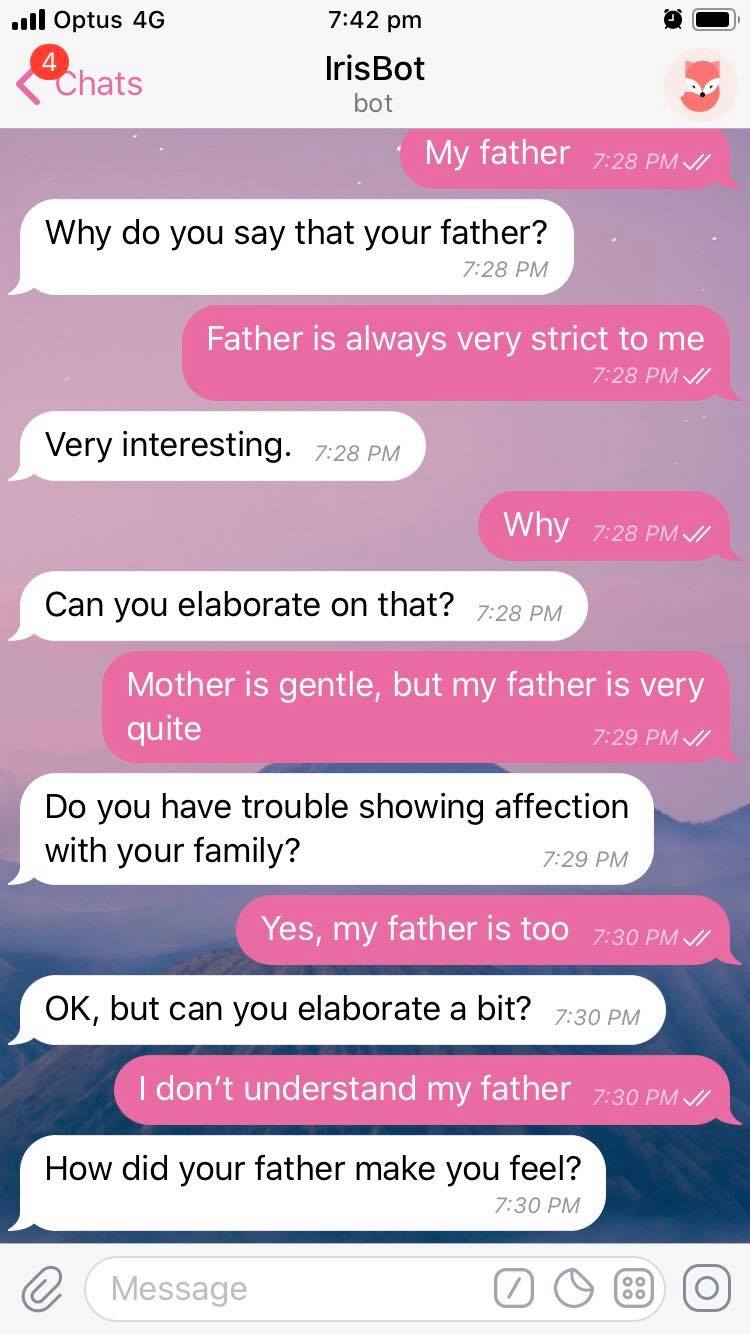 Optus 4G
7:42 pm
4
Chats
IrisBot
bot
My father
7:28 PM
Why do you say that your father?
7:28 PM
Father is always very strict to me
7:28 PM
Very interesting.
7:28 PM
Why
7:28 PM
Can you elaborate on that?
7:28 PM
Mother is gentle, but my father is very
quite
7:29 PM
Do you have trouble showing affection
with your family?
7:29 PM
Yes, my father is too
7:30 PM
OK, but can you elaborate a bit?
7:30 PM
I don’t understand my father
7:30 PM
How did your father make you feel?
7:30 PM
Message